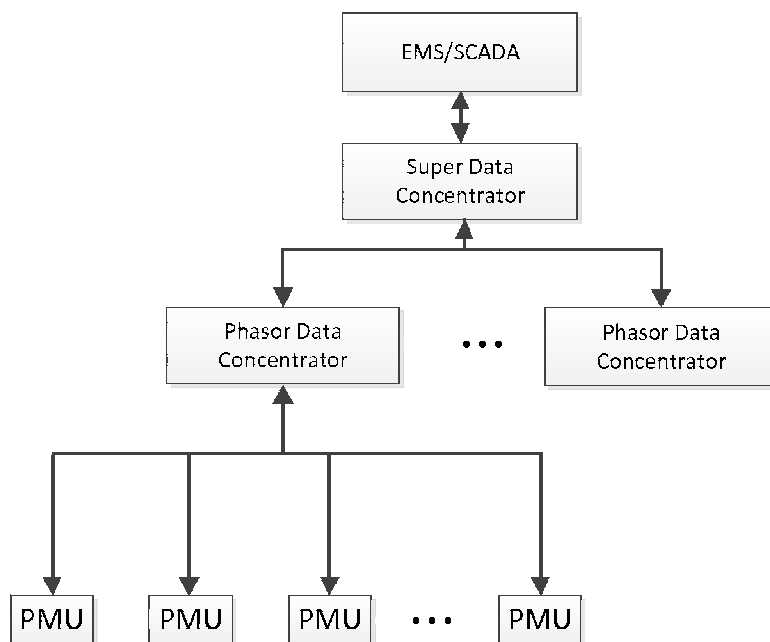 EMS/SCADA
Super Data
Concentrator
Phasor Data
Concentrator
...
Phasor Data
Concentrator
PMU
PMU
PMU
...
PMU